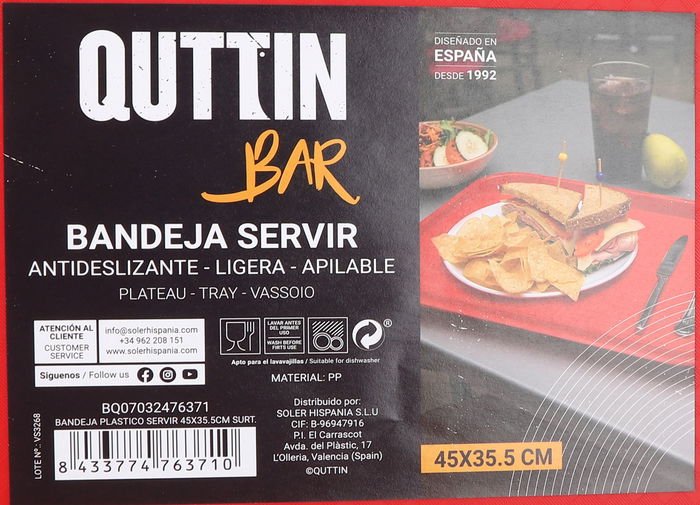 QUTTIN
BAR
BANDEJA SERVIR
ANTIDESLIZANTE - LIGERA - APILABLE
PLATEAU - TRAY - VASSOIO
DISEÑADO EN
ESPAÑA
DESDE 1992
ATENCIÓN AL
CLIENTE
CUSTOMER
SERVICE
info@solerhispania.com
+34 962 208 151
www.solerhispania.com
Síguenos / Follow us
LAVAR ANTES
DEL PRIMER
USO
WASH BEFORE
FIRTS USE
®
Apto para el lavavajillas / Suitable for dishwasher
MATERIAL: PP
BQ07032476371
BANDEJA PLASTICO SERVIR 45X35.5CM SURT.
LOTE Nº.: VS3268
8 433774 763710
Distribuido por:
SOLER HISPANIA S.L.U
CIF: B-96947916
P.I. El Carrascot
Avda. del Plàstic, 17
L'Olleria, Valencia (Spain)
©QUTTIN
45X35.5 CM